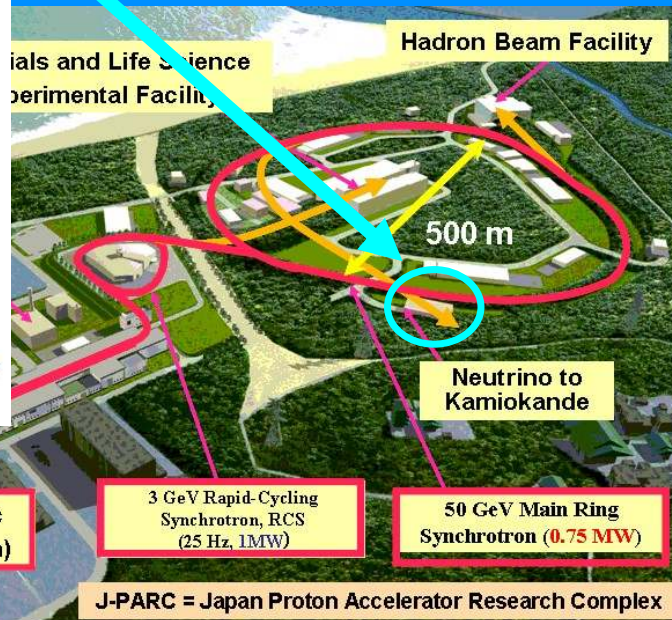 Hadron Beam Facility
ials and Life Science
perimental Facility
500 m
Neutrino to
Kamiokande
3 GeV Rapid-Cycling
Synchrotron, RCS
(25 Hz, 1MW)
50 GeV Main Ring
Synchrotron (0.75 MW)
J-PARC = Japan Proton Accelerator Research Complex